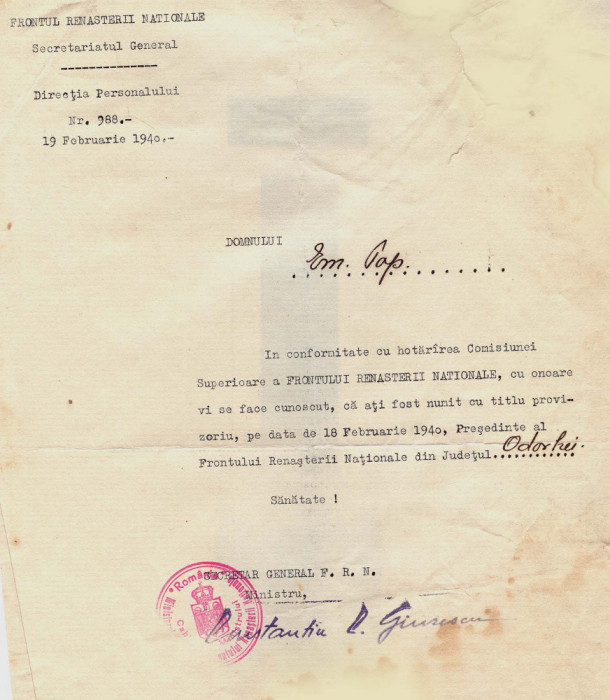 FRONTUL RENASTERII NATIONALE
Secretariatul General
---------------
Direcţia Personalului
Nr. 988.-
19 Februarie 1940.-
DOMNULUI
Em. Pop.
In conformitate cu hotărîrea Comisiunei
Superioare a FRONTULUI RENASTERII NATIONALE, cu onoare
vi se face cunoscut, că aţi fost numit cu titlu provi-
zoriu, pe data de 18 Februarie 1940, Preşedinte al
Frontului Renaşterii Naţionale din Judeţul Odorhei.
Sănătate !
SECRETAR GENERAL F. R. N.
Ministru,
Constantin C. Giurescu
România